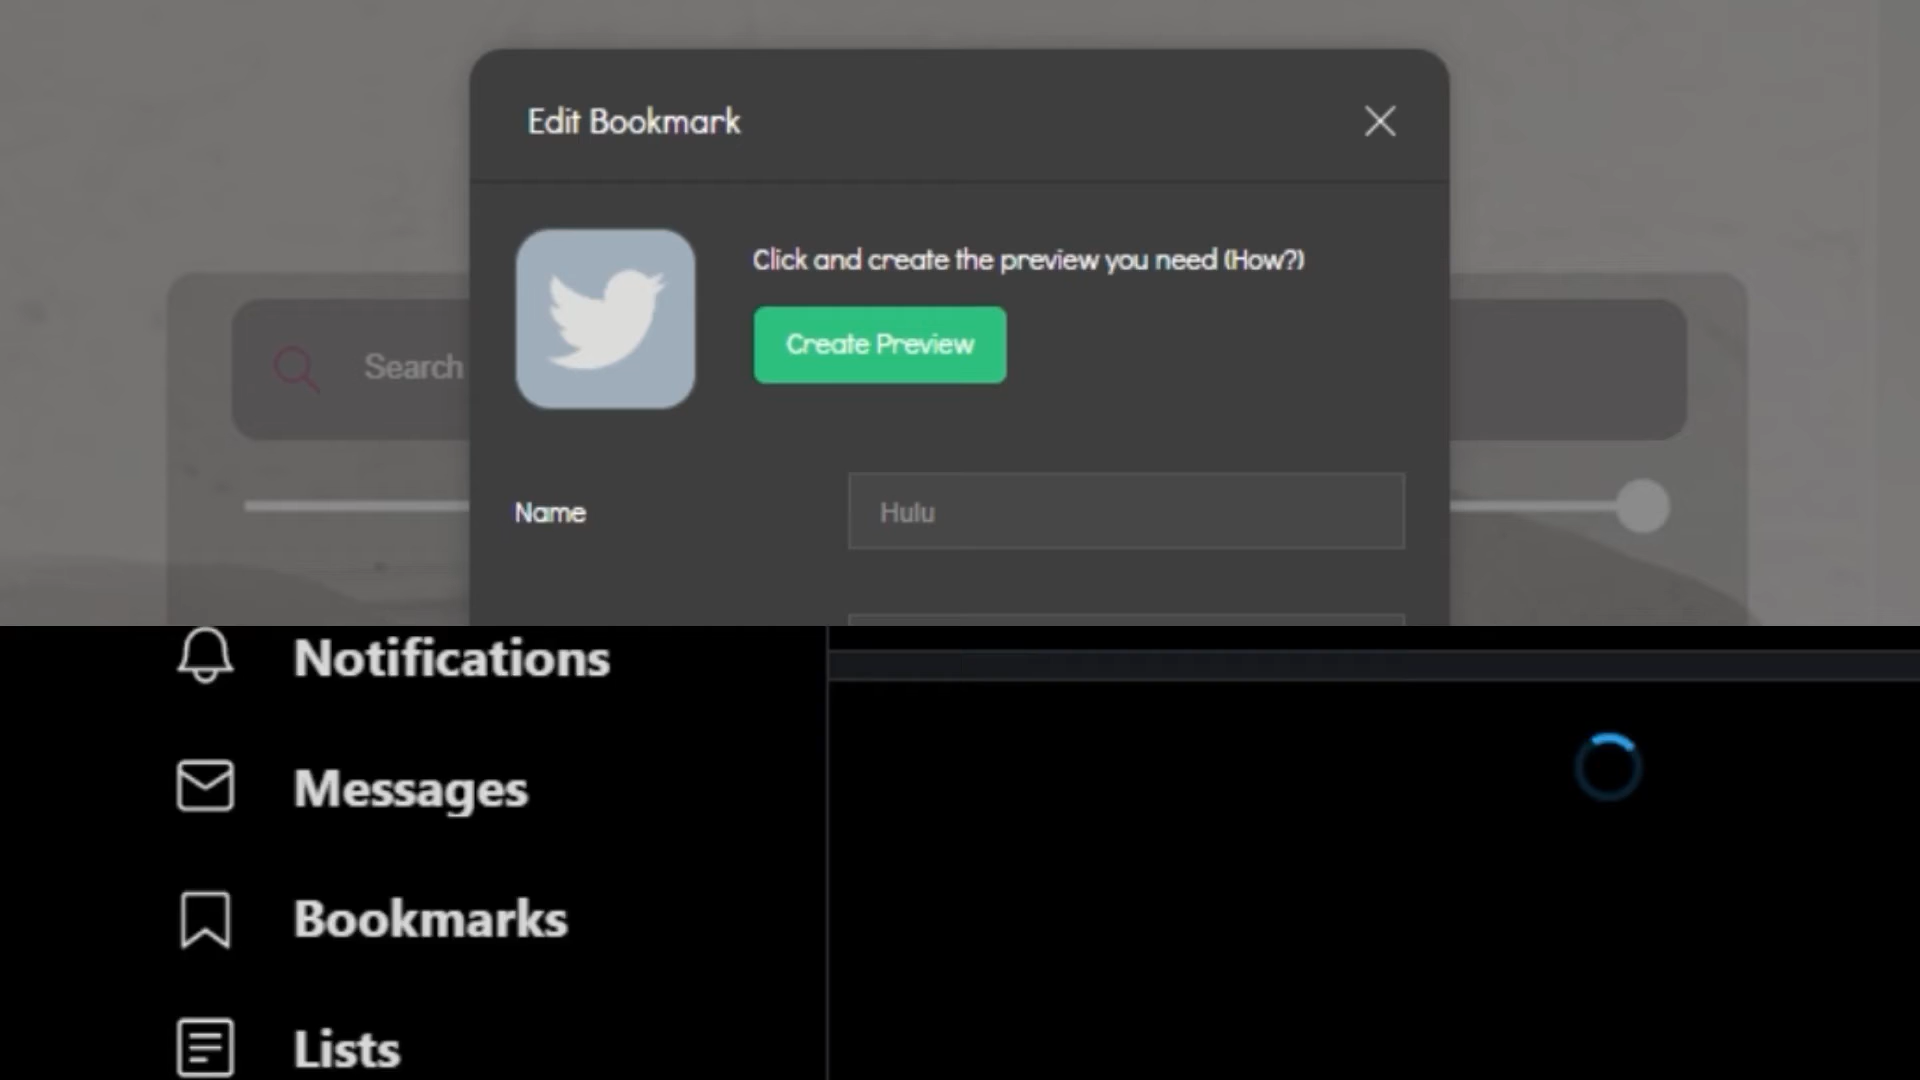 Edit Bookmark
Click and create the preview you need (How?)
Create Preview
Search
Name
Hulu
Notifications
Messages
Bookmarks
Lists